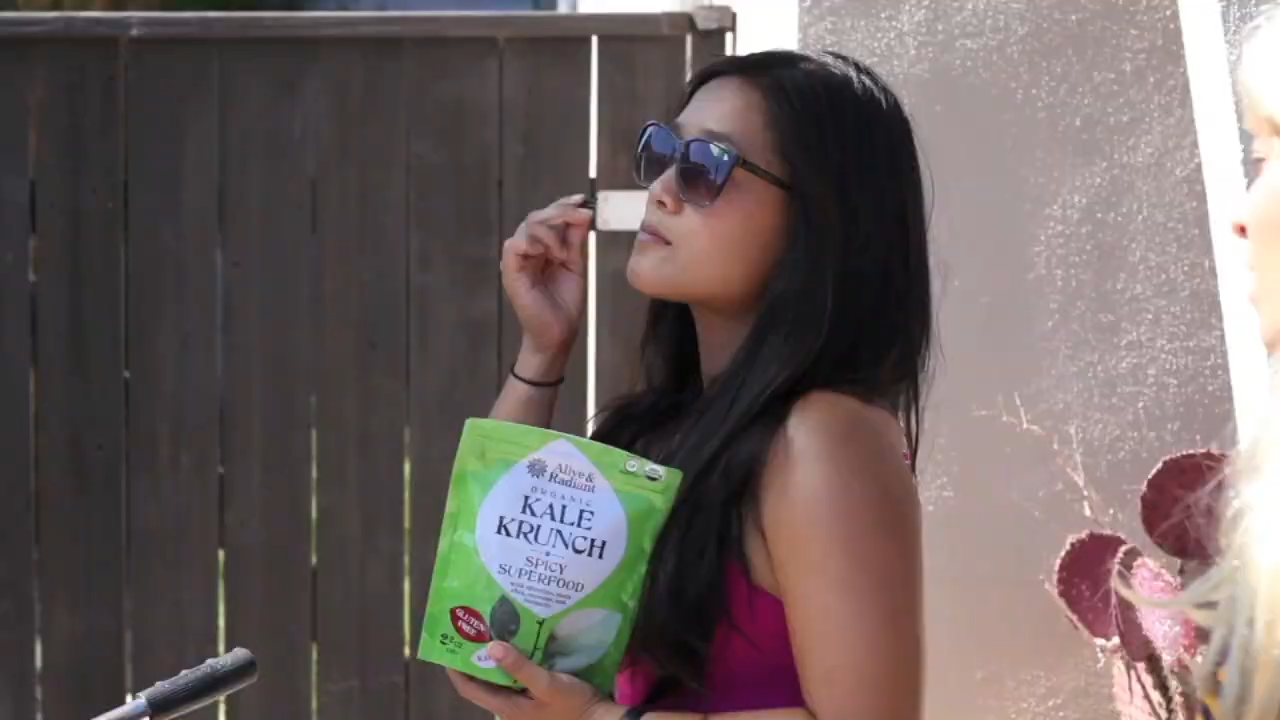 Alive &
Radiant
ORGANIC
KALE
KRUNCH
SPICY
SUPERFOOD
GLUTEN
FREE